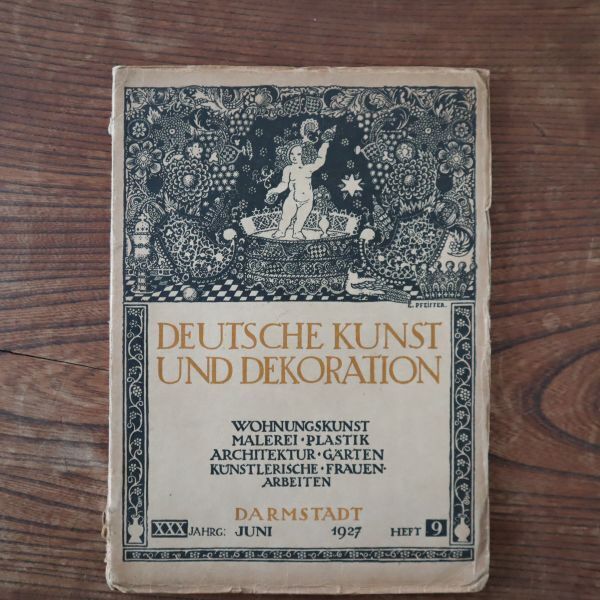 E. PFEIFFER.
DEUTSCHE KUNST
UND DEKORATION
WOHNUNGSKUNST
MALEREI · PLASTIK
ARCHITEKTUR · GÄRTEN
KÜNSTLERISCHE · FRAUEN-
ARBEITEN
DARMSTADT
XXX JAHRG: JUNI 1927 HEFT 9